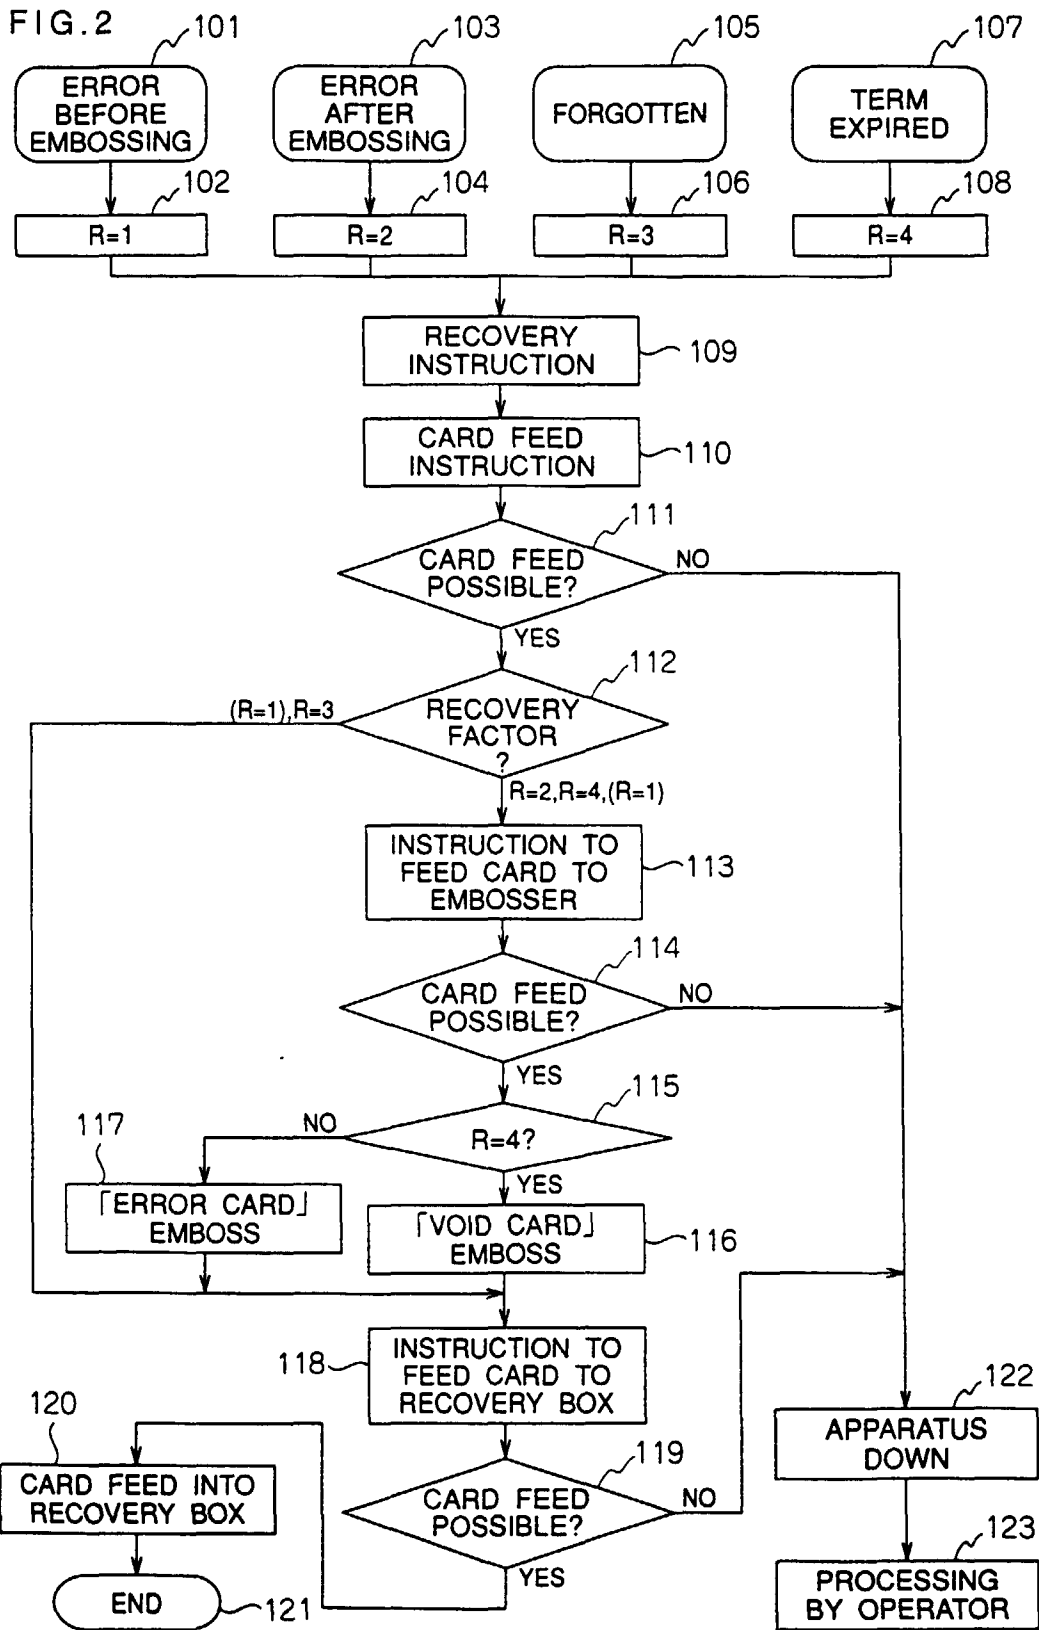 FIG.2
101
103
105
107
ERROR
BEFORE
EMBOSSING
ERROR
AFTER
EMBOSSING
FORGOTTEN
TERM
EXPIRED
102
104
106
108
R=1
R=2
R=3
R=4
RECOVERY
INSTRUCTION
109
CARD FEED
INSTRUCTION
110
111
CARD FEED
POSSIBLE?
NO
YES
112
(R=1),R=3
RECOVERY
FACTOR
?
R=2,R=4,(R=1)
INSTRUCTION TO
FEED CARD TO
EMBOSSER
113
114
CARD FEED
POSSIBLE?
NO
YES
115
117
NO
R=4?
YES
「ERROR CARD」
EMBOSS
「VOID CARD」
EMBOSS
116
118
INSTRUCTION TO
FEED CARD TO
RECOVERY BOX
120
122
APPARATUS
DOWN
119
CARD FEED INTO
RECOVERY BOX
CARD FEED
POSSIBLE?
NO
YES
123
END
121
PROCESSING
BY OPERATOR